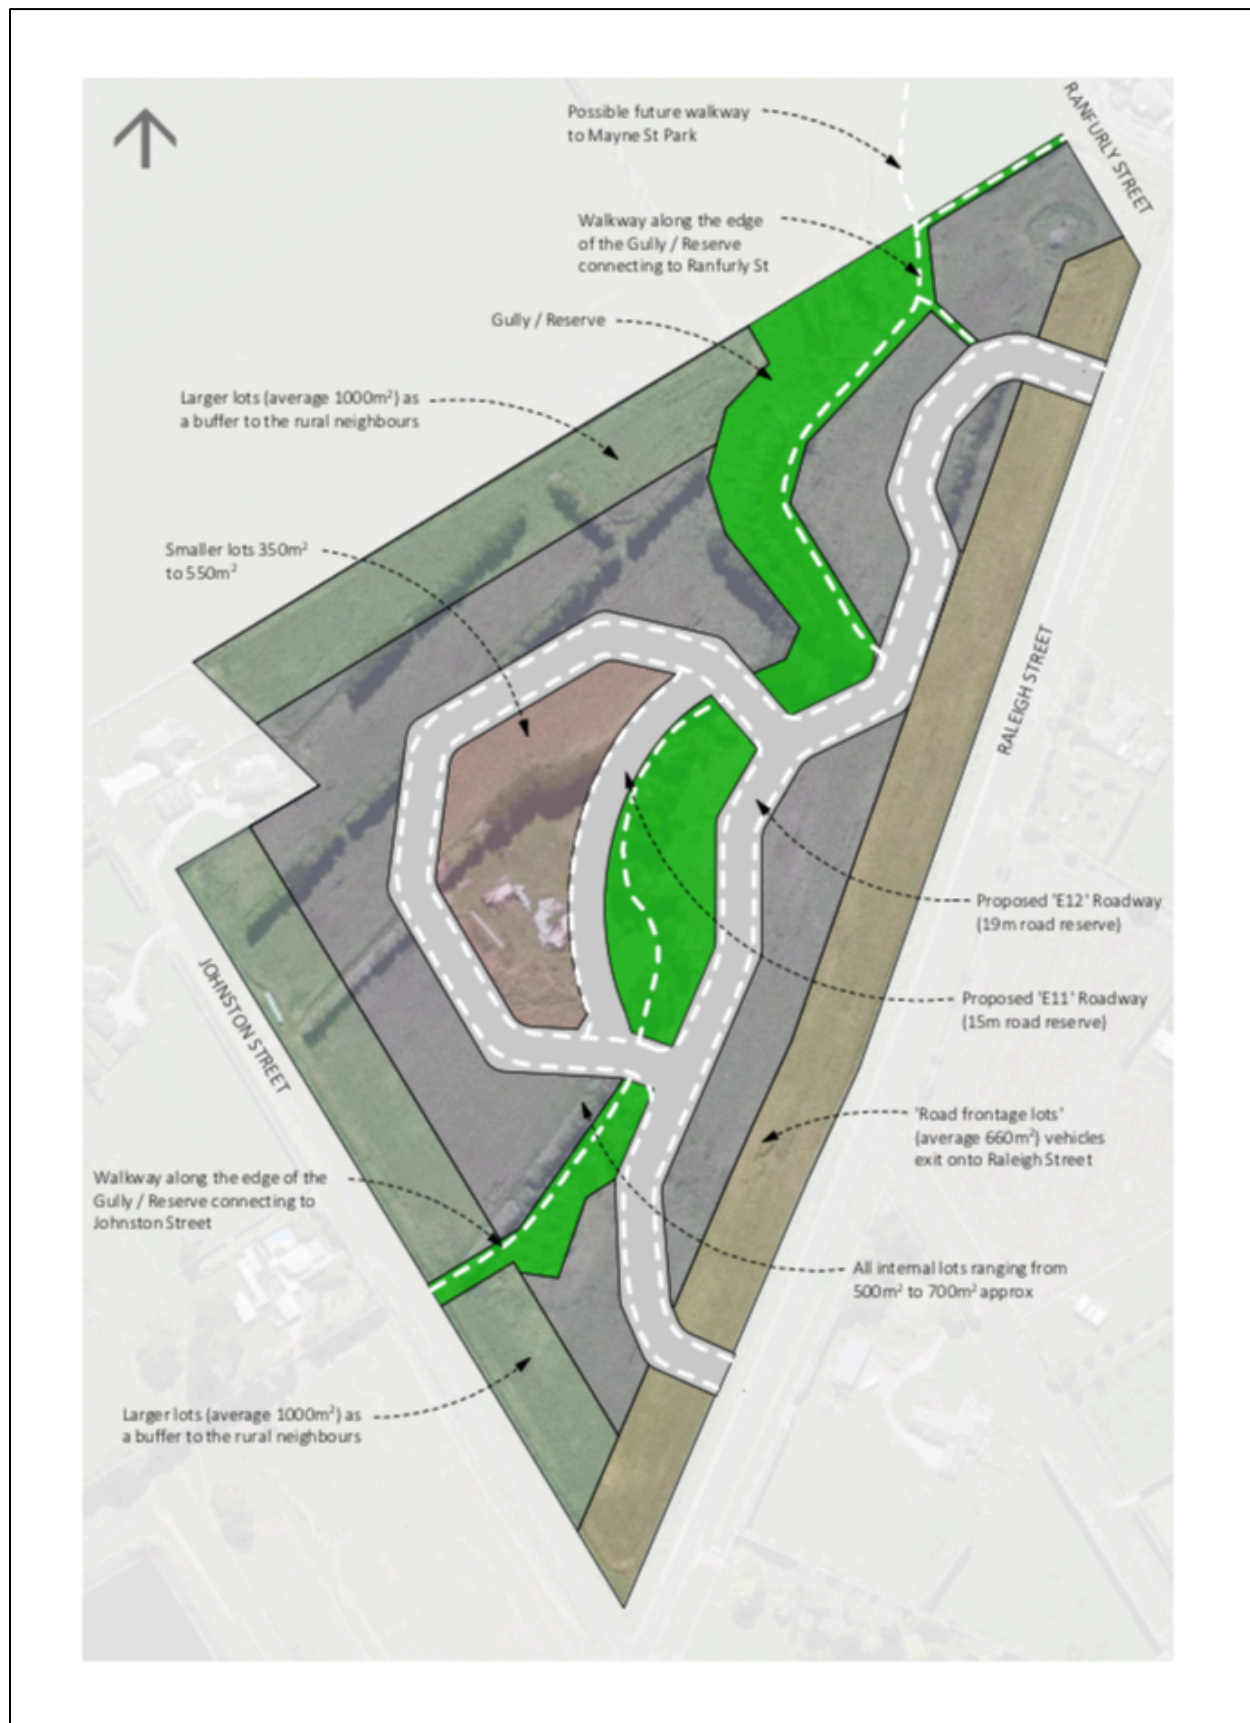 Possible future walkway
to Mayne St Park
RANFURLY STREET
Walkway along the edge
of the Gully / Reserve
connecting to Ranfurly St
Gully / Reserve
Larger lots (average 1000m²) as
a buffer to the rural neighbours
Smaller lots 350m²
to 550m²
RALEIGH STREET
Proposed 'E12' Roadway
(19m road reserve)
JOHNSTON STREET
Proposed 'E11' Roadway
(15m road reserve)
'Road frontage lots'
(average 660m²) vehicles
exit onto Raleigh Street
Walkway along the edge of the
Gully / Reserve connecting to
Johnston Street
All internal lots ranging from
500m² to 700m² approx
Larger lots (average 1000m²) as
a buffer to the rural neighbours